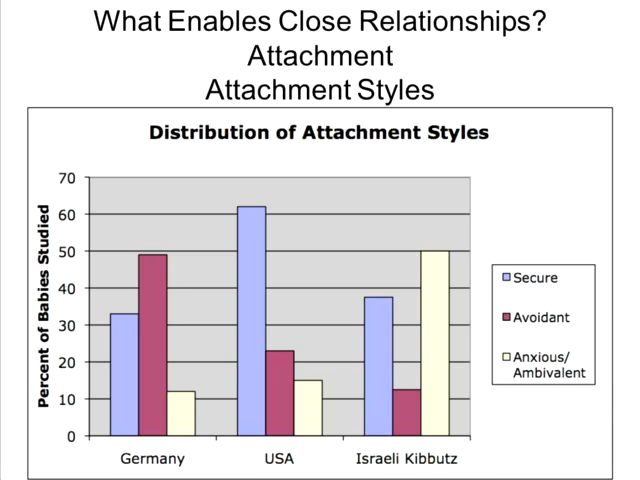 What Enables Close Relationships?
Attachment
Attachment Styles
Distribution of Attachment Styles
Percent of Babies Studied
70
60
50
40
30
20
10
0
Germany
USA
Israeli Kibbutz
Secure
Avoidant
Anxious/
Ambivalent